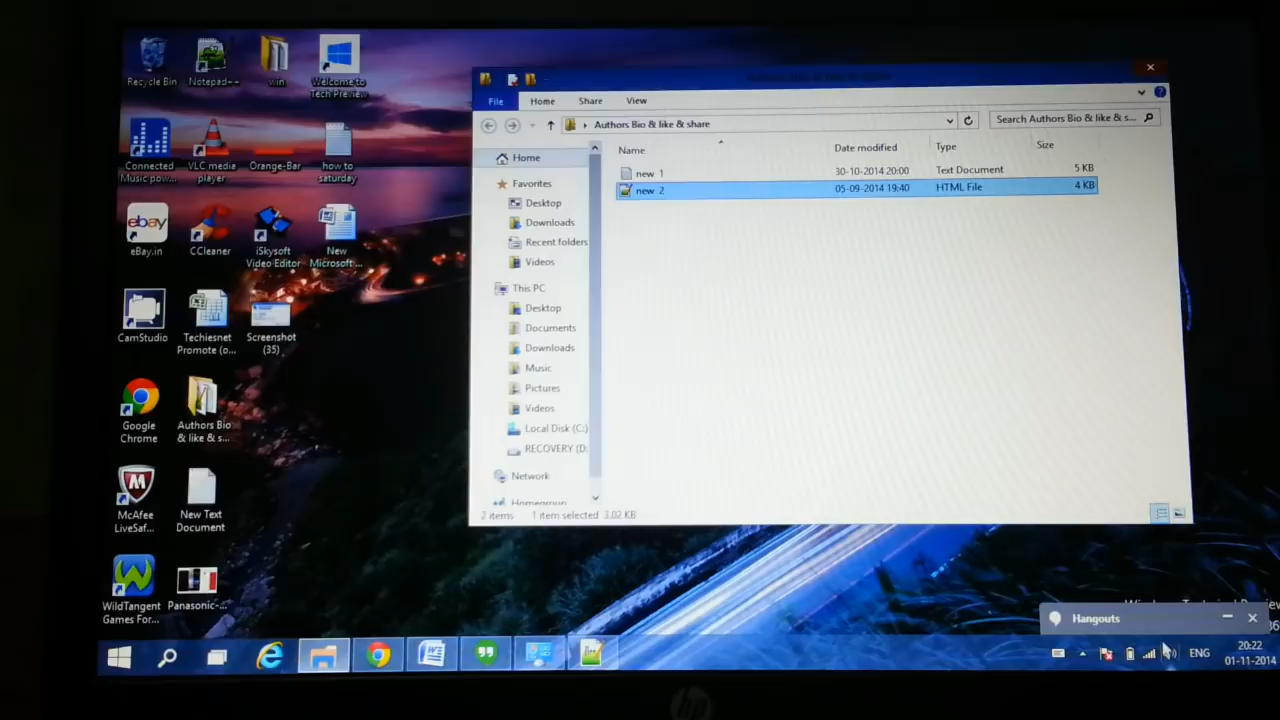 Recycle Bin
Notepad++
win
Welcome to
Tech Preview
Connected
Music pow...
VLC media
player
Orange-Bar
how to
saturday
ebay
eBay.in
CCleaner
iSkysoft
Video Editor
New
Microsoft ...
CamStudio
Techiesnet
Promote (o...
Screenshot
(35)
Google
Chrome
Authors Bio
& like & s...
McAfee
LiveSaf...
New Text
Document
WildTangent
Games For...
Panasonic-...
File
Home
Share
View
Authors Bio & like & share
Search Authors Bio & like & s...
Home
Favorites
Desktop
Downloads
Recent folders
Videos
This PC
Desktop
Documents
Downloads
Music
Pictures
Videos
Local Disk (C:)
RECOVERY (D:
Network
Homegroup
Name
Date modified
Type
Size
new 1
30-10-2014 20:00
Text Document
5 KB
new 2
05-09-2014 19:40
HTML File
4 KB
2 items
1 item selected 3.02 KB
Hangouts
ENG
20:22
01-11-2014
hp